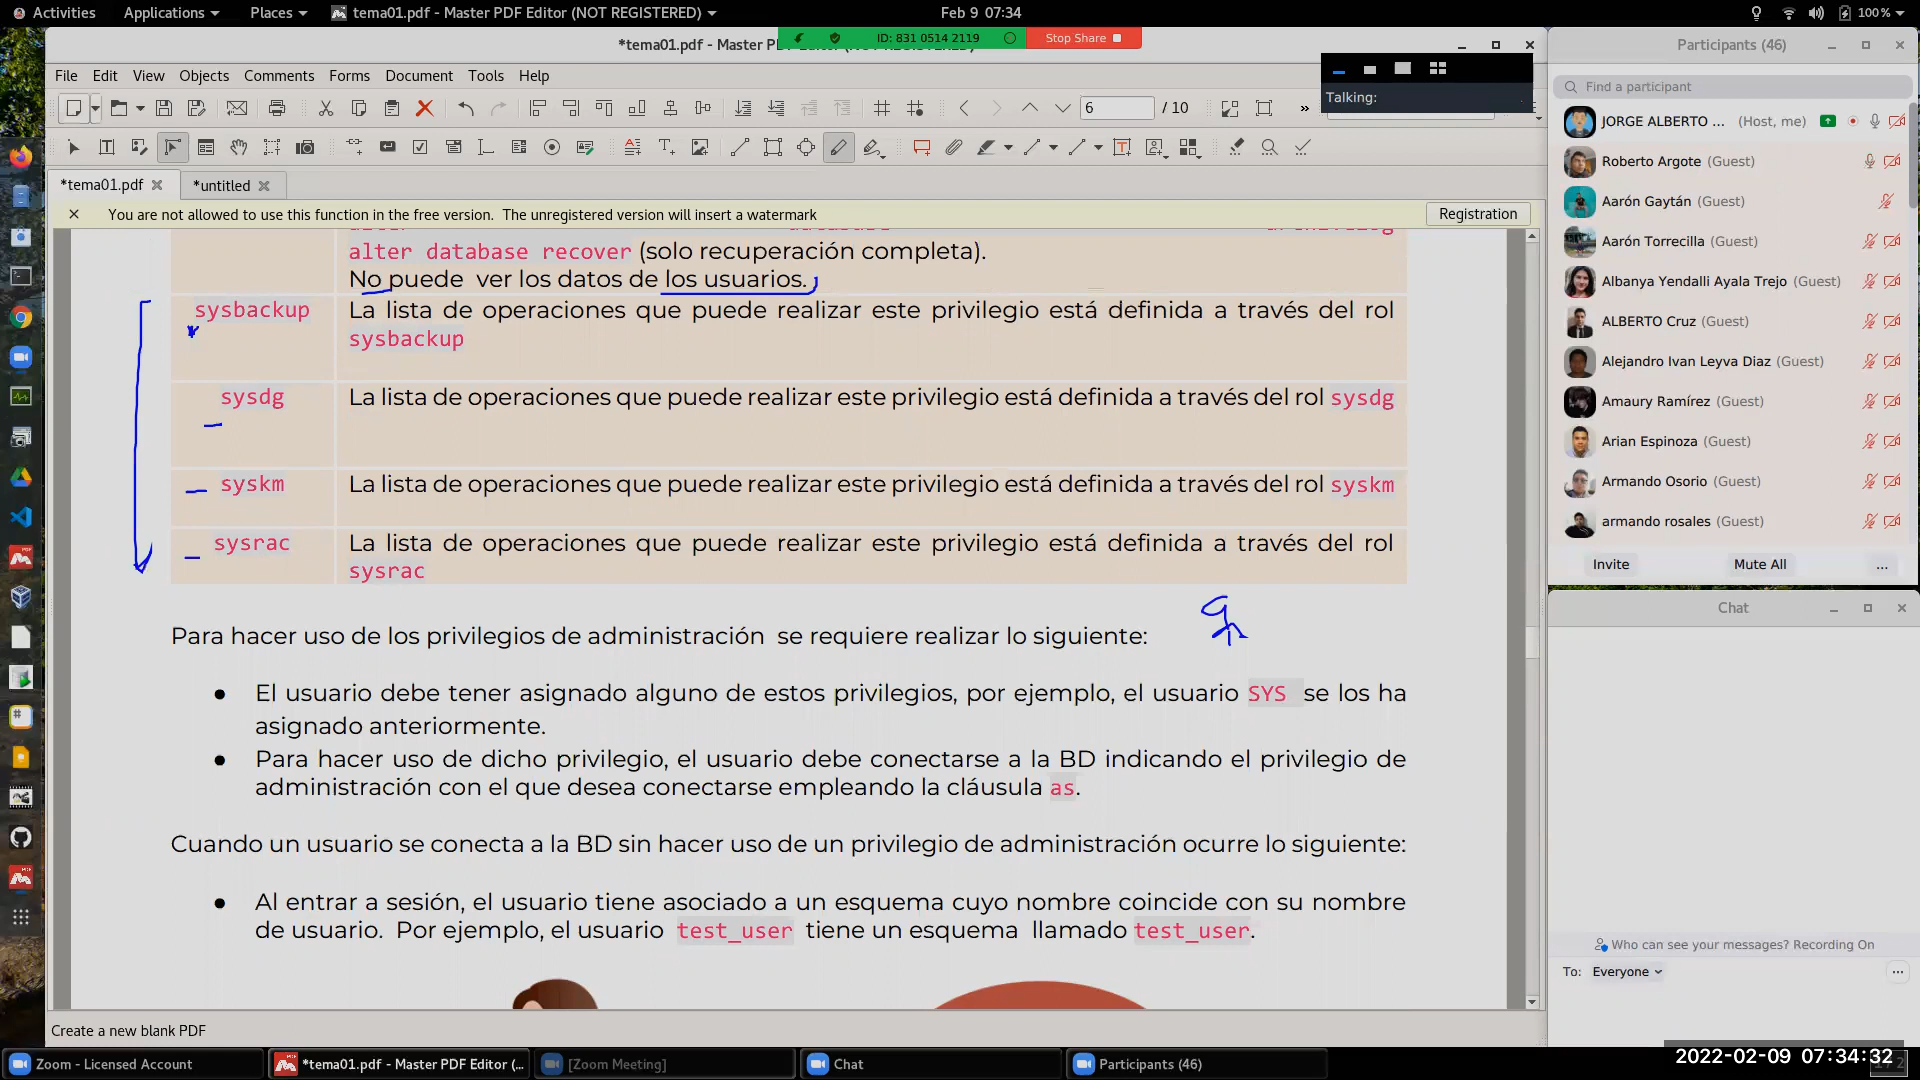 Activities Applications Places tema01.pdf - Master PDF Editor (NOT REGISTERED) Feb 9 07:34 100%
*tema01.pdf - Master P
ID: 831 0514 2119 Stop Share
File Edit View Objects Comments Forms Document Tools Help
Talking:
6 / 10
*tema01.pdf *untitled
You are not allowed to use this function in the free version. The unregistered version will insert a watermark Registration
alter database recover (solo recuperación completa).
No puede ver los datos de los usuarios.
sysbackup La lista de operaciones que puede realizar este privilegio está definida a través del rol
sysbackup
sysdg La lista de operaciones que puede realizar este privilegio está definida a través del rol sysdg
syskm La lista de operaciones que puede realizar este privilegio está definida a través del rol syskm
sysrac La lista de operaciones que puede realizar este privilegio está definida a través del rol
sysrac
Para hacer uso de los privilegios de administración se requiere realizar lo siguiente:
● El usuario debe tener asignado alguno de estos privilegios, por ejemplo, el usuario SYS se los ha
asignado anteriormente.
● Para hacer uso de dicho privilegio, el usuario debe conectarse a la BD indicando el privilegio de
administración con el que desea conectarse empleando la cláusula as.
Cuando un usuario se conecta a la BD sin hacer uso de un privilegio de administración ocurre lo siguiente:
● Al entrar a sesión, el usuario tiene asociado a un esquema cuyo nombre coincide con su nombre
de usuario. Por ejemplo, el usuario test_user tiene un esquema llamado test_user.
Create a new blank PDF
Participants (46)
Find a participant
JORGE ALBERTO ... (Host, me)
Roberto Argote (Guest)
Aarón Gaytán (Guest)
Aarón Torrecilla (Guest)
Albanya Yendalli Ayala Trejo (Guest)
ALBERTO Cruz (Guest)
Alejandro Ivan Leyva Diaz (Guest)
Amaury Ramírez (Guest)
Arian Espinoza (Guest)
Armando Osorio (Guest)
armando rosales (Guest)
Invite Mute All ...
Chat
Who can see your messages? Recording On
To: Everyone
Zoom - Licensed Account *tema01.pdf - Master PDF Editor (... [Zoom Meeting] Chat Participants (46)
2022-02-09 07:34:32